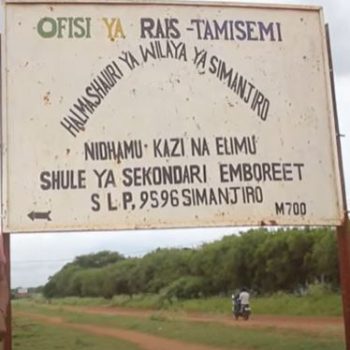 OFISI YA RAIS -TAMISEMI
HALMASHAURI YA WILAYA YA SIMANJIRO
NIDHAMU KAZI NA ELIMU
SHULE YA SEKONDARI EMBOREET
S L P, 9596 SIMANJIRO
M700